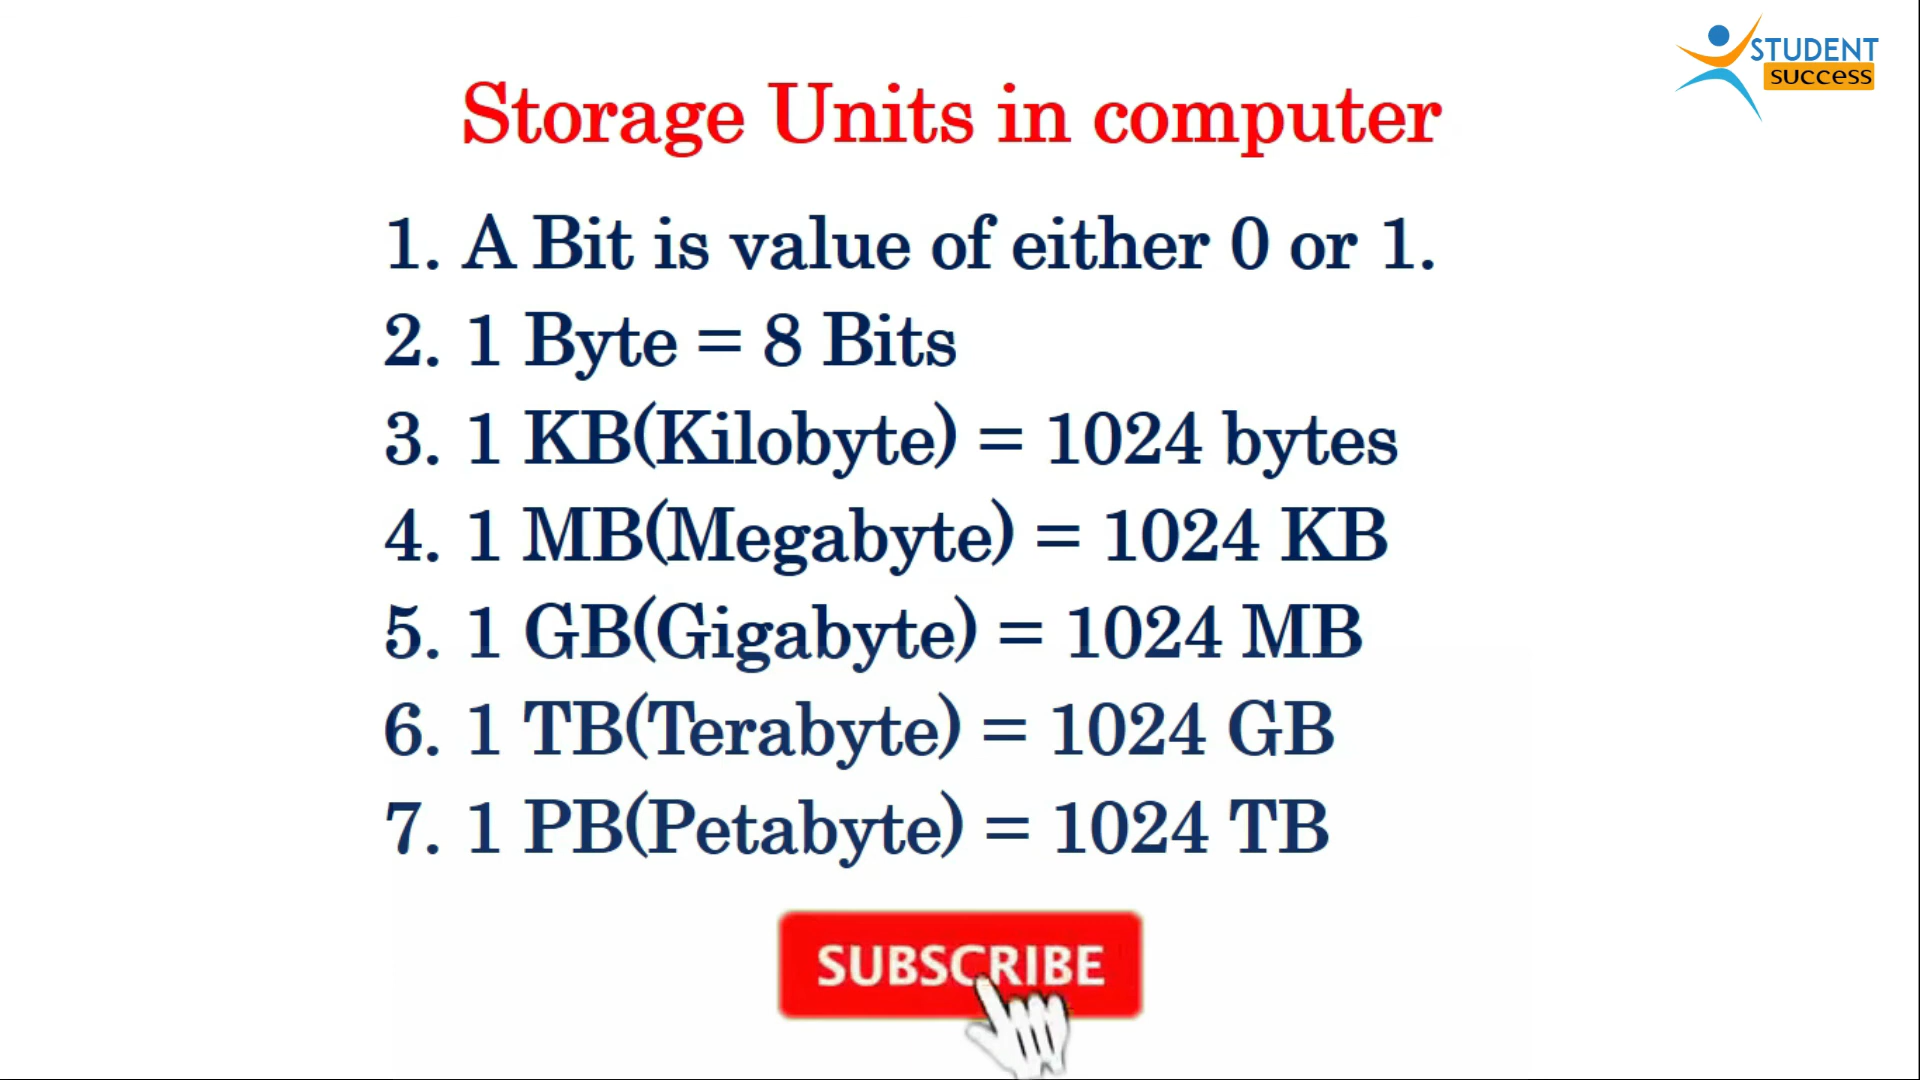 STUDENT
success
Storage Units in computer
1. A Bit is value of either 0 or 1.
2. 1 Byte = 8 Bits
3. 1 KB(Kilobyte) = 1024 bytes
4. 1 MB(Megabyte) = 1024 KB
5. 1 GB(Gigabyte) = 1024 MB
6. 1 TB(Terabyte) = 1024 GB
7. 1 PB(Petabyte) = 1024 TB
SUBSCRIBE